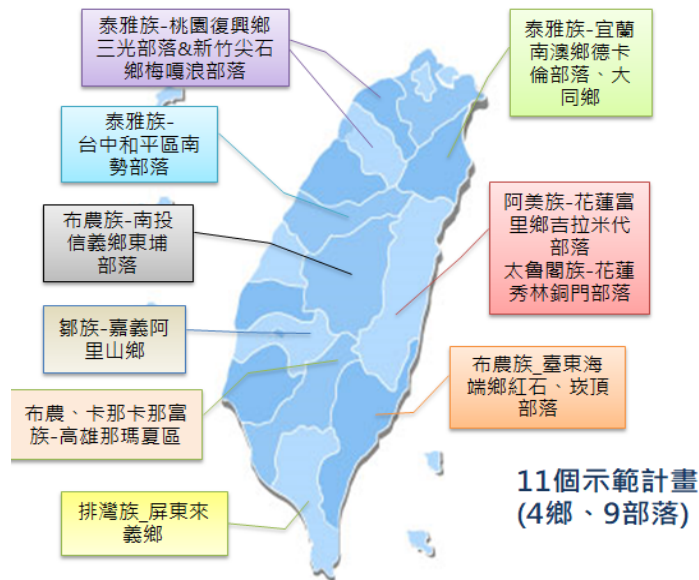 泰雅族-桃園復興鄉
三光部落&新竹尖石
鄉梅嘎浪部落
泰雅族-宜蘭
南澳鄉德卡
倫部落、大
同鄉
泰雅族-
台中和平區南
勢部落
布農族-南投
信義鄉東埔
部落
阿美族-花蓮富
里鄉吉拉米代
部落
太魯閣族-花蓮
秀林銅門部落
鄒族-嘉義阿
里山鄉
布農族_臺東海
端鄉紅石、崁頂
部落
布農、卡那卡那富
族-高雄那瑪夏區
排灣族_屏東來
義鄉
11個示範計畫
(4鄉、9部落)